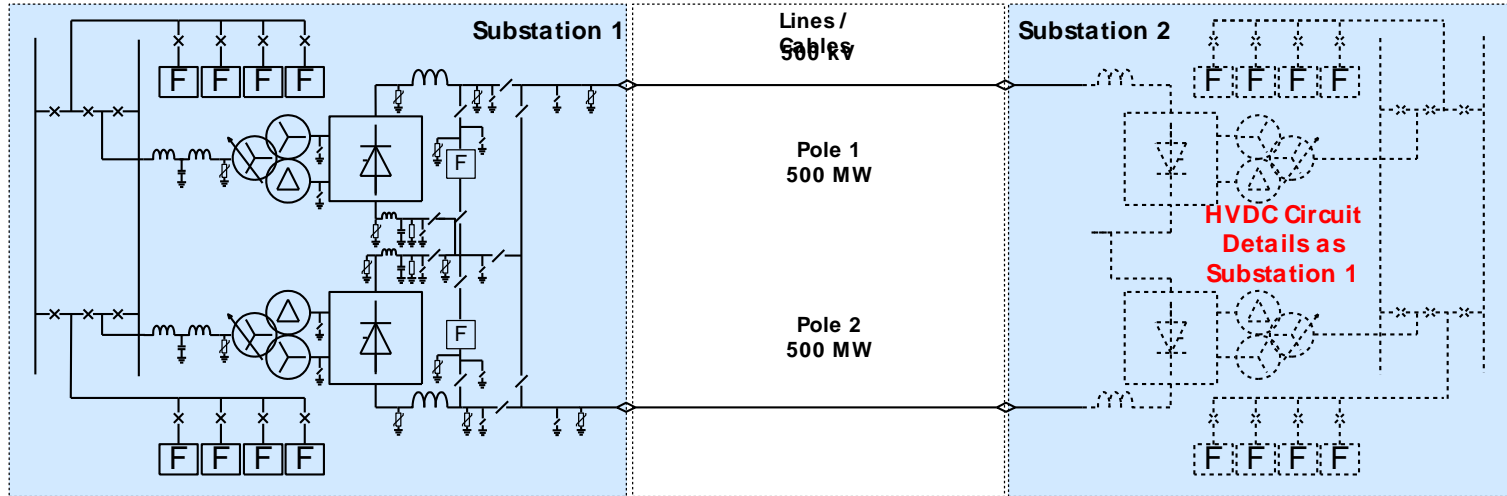 Substation 1
Lines /
Cables
500 kV
Substation 2
F F F F
F F F F
F
Pole 1
500 MW
HVDC Circuit
Details as
Substation 1
F
Pole 2
500 MW
F F F F
F F F F